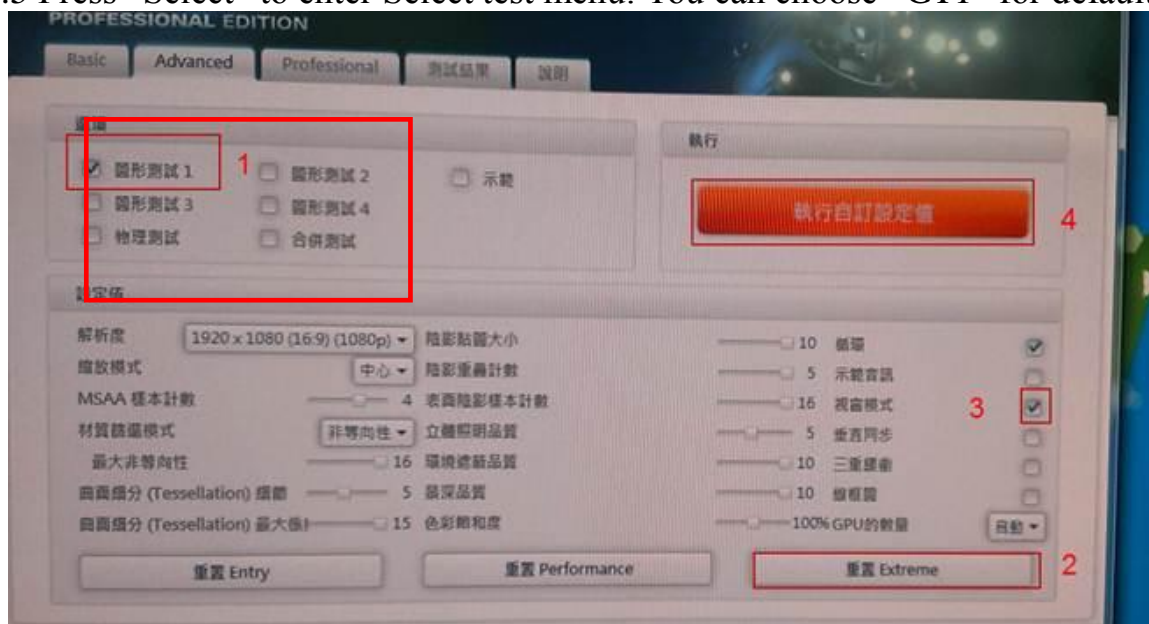 .3 Press "Select" to enter Select test menu. You can choose "GT1" for default
PROFESSIONAL EDITION
Basic Advanced Professional 測試結果 說明
選項 執行
圖形測試 1 1 圖形測試 2 示範
圖形測試 3 圖形測試 4 執行自訂設定值 4
物理測試 合併測試
設定值
解析度 1920 x 1080 (16:9) (1080p) 陰影貼圖大小 10 循環
縮放模式 中心 陰影重疊計數 5 示範音訊
MSAA 樣本計數 4 表面陰影樣本計數 16 視窗模式 3
材質篩選模式 非等向性 立體照明品質 5 垂直同步
最大非等向性 16 環境遮蔽品質 10 三重緩衝
曲面細分 (Tessellation) 細節 5 景深品質 10 線框圖
曲面細分 (Tessellation) 最大係 15 色彩飽和度 100% GPU的數量 自動
重置 Entry 重置 Performance 重置 Extreme 2